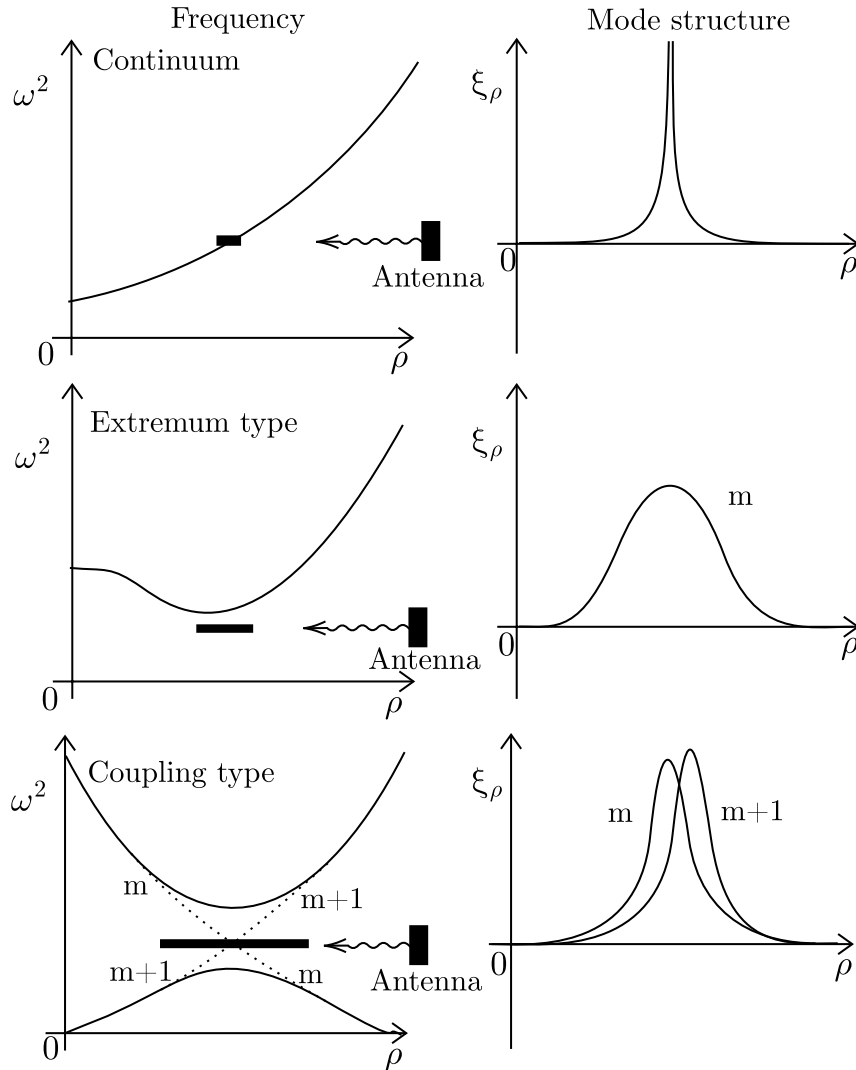 Frequency
Mode structure
Continuum
ω²
ξρ
Antenna
0
ρ
0
ρ
Extremum type
ω²
ξρ
m
Antenna
0
ρ
0
ρ
Coupling type
ω²
ξρ
m
m+1
m
m+1
m+1
m
Antenna
0
ρ
0
ρ